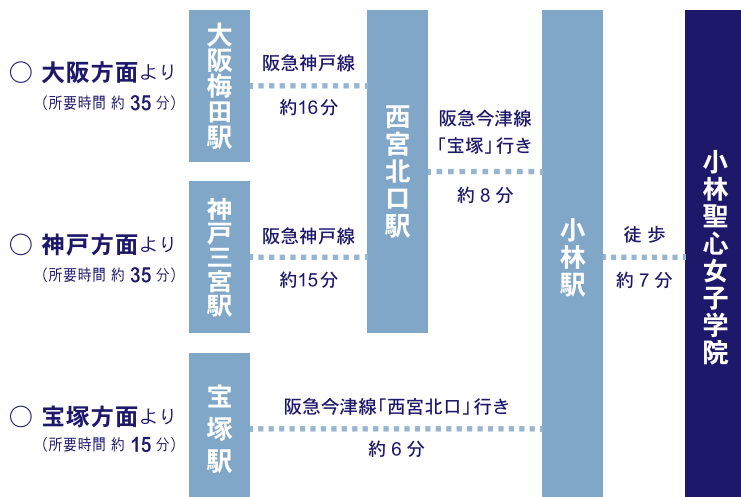 ○ 大阪方面より
（所要時間 約 35 分）
大阪梅田駅
阪急神戸線
約16分
西宮北口駅
阪急今津線
「宝塚」行き
約8分
○ 神戸方面より
（所要時間 約 35 分）
神戸三宮駅
阪急神戸線
約15分
小林駅
徒歩
約7分
小林聖心女子学院
○ 宝塚方面より
（所要時間 約 15 分）
宝塚駅
阪急今津線「西宮北口」行き
約6分